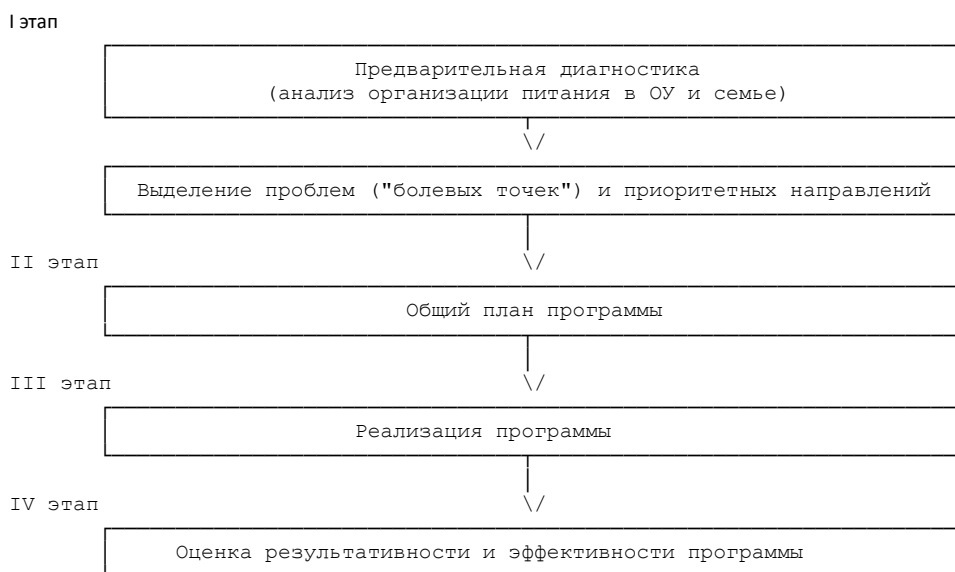 I этап
Предварительная диагностика
(анализ организации питания в ОУ и семье)
Выделение проблем ("болевых точек") и приоритетных направлений
II этап
Общий план программы
III этап
Реализация программы
IV этап
Оценка результативности и эффективности программы